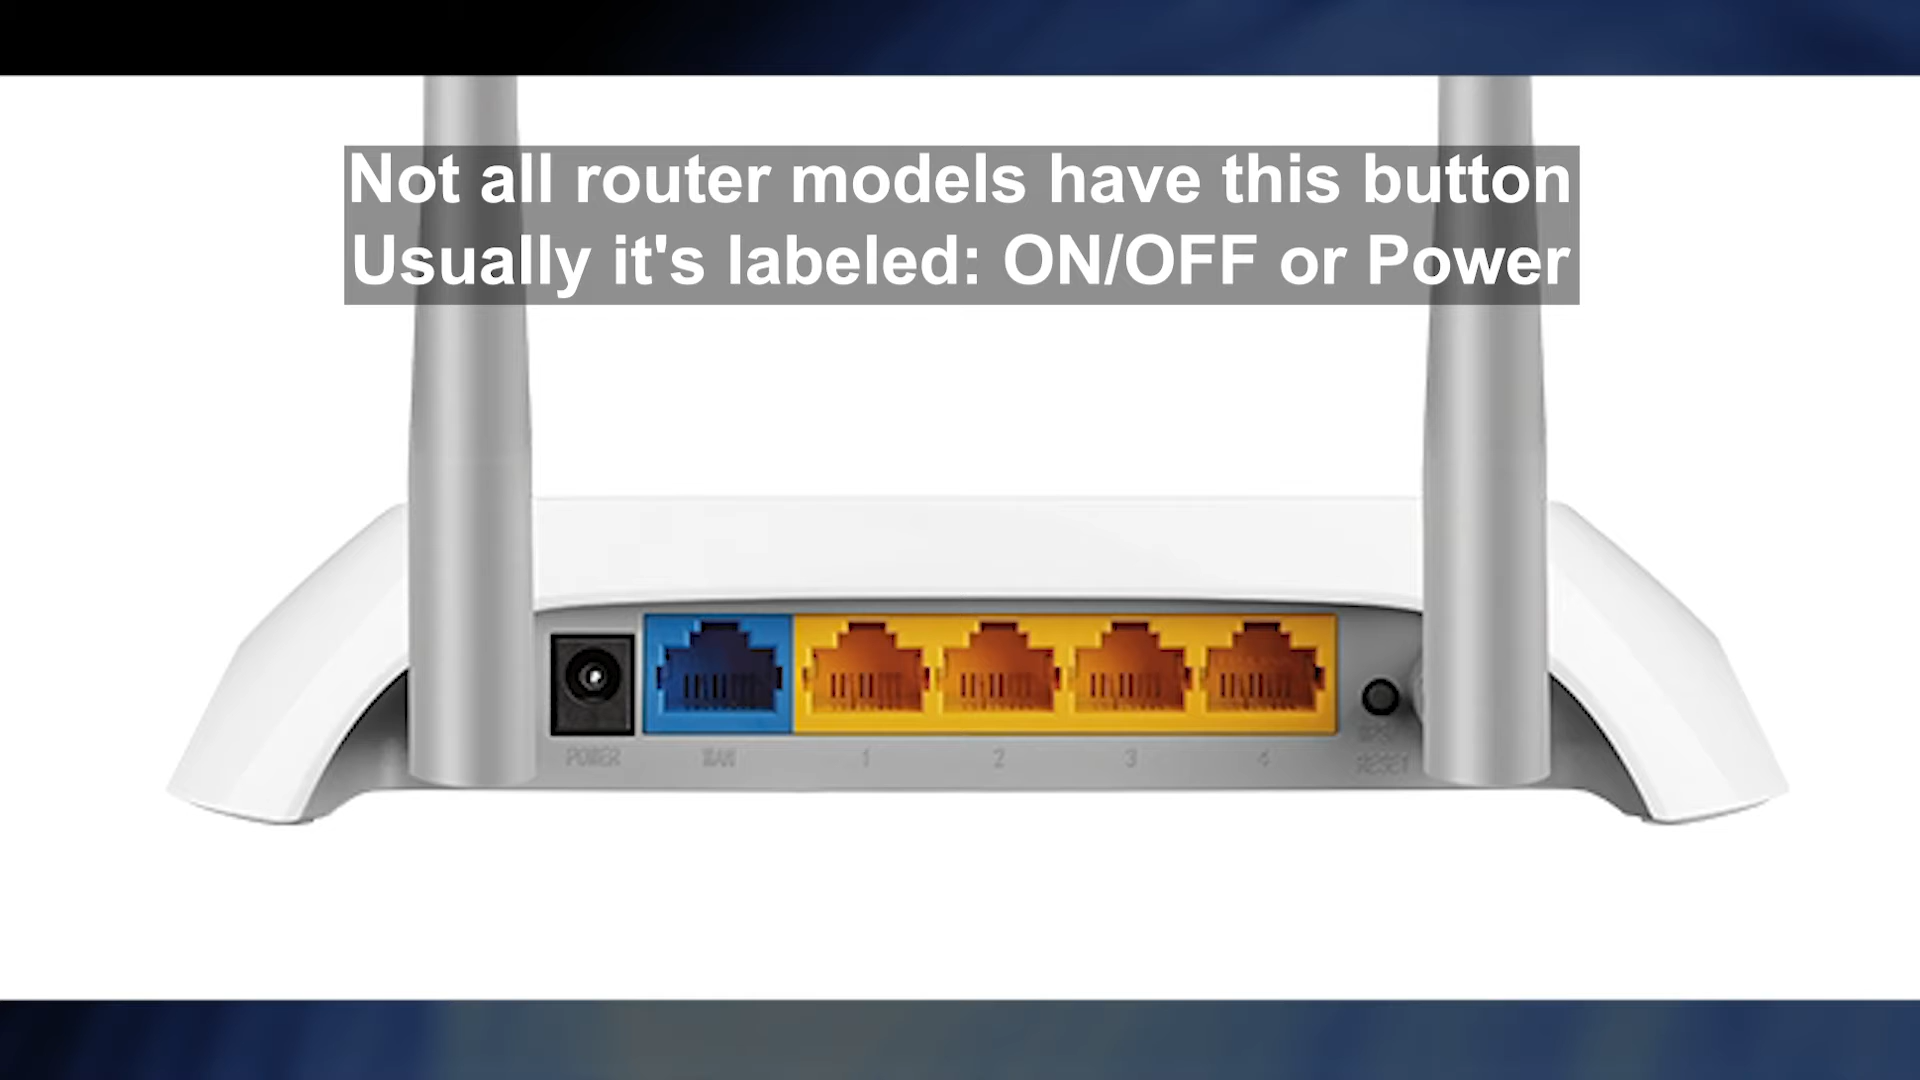 Not all router models have this button
Usually it's labeled: ON/OFF or Power
POWER WAN 1 2 3 4
RESET